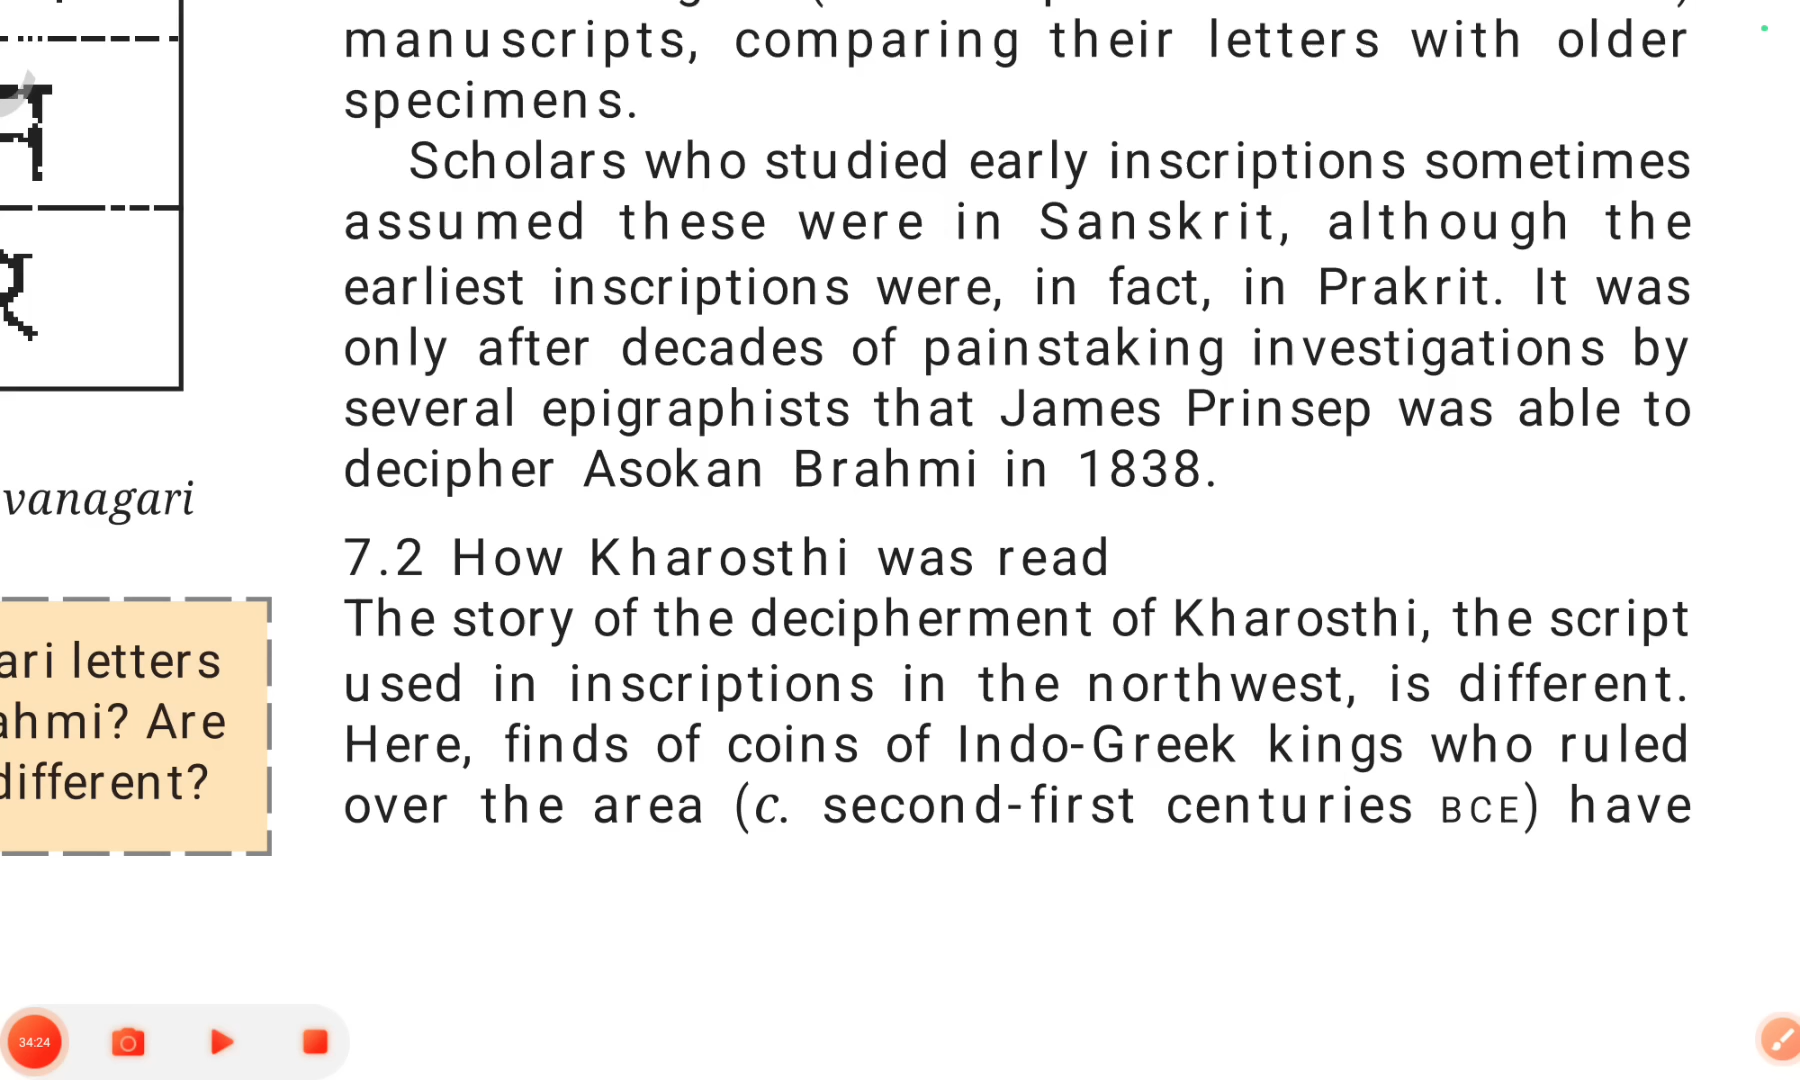 manuscripts, comparing their letters with older
specimens.
Scholars who studied early inscriptions sometimes
assumed these were in Sanskrit, although the
earliest inscriptions were, in fact, in Prakrit. It was
only after decades of painstaking investigations by
several epigraphists that James Prinsep was able to
decipher Asokan Brahmi in 1838.
vanagari
7.2 How Kharosthi was read
The story of the decipherment of Kharosthi, the script
used in inscriptions in the northwest, is different.
Here, finds of coins of Indo-Greek kings who ruled
over the area (c. second-first centuries BCE) have
ari letters
ahmi? Are
different?
34:24